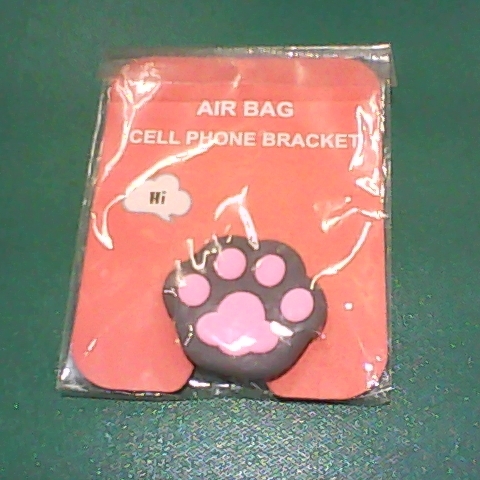 AIR BAG
CELL PHONE BRACKET
Hi